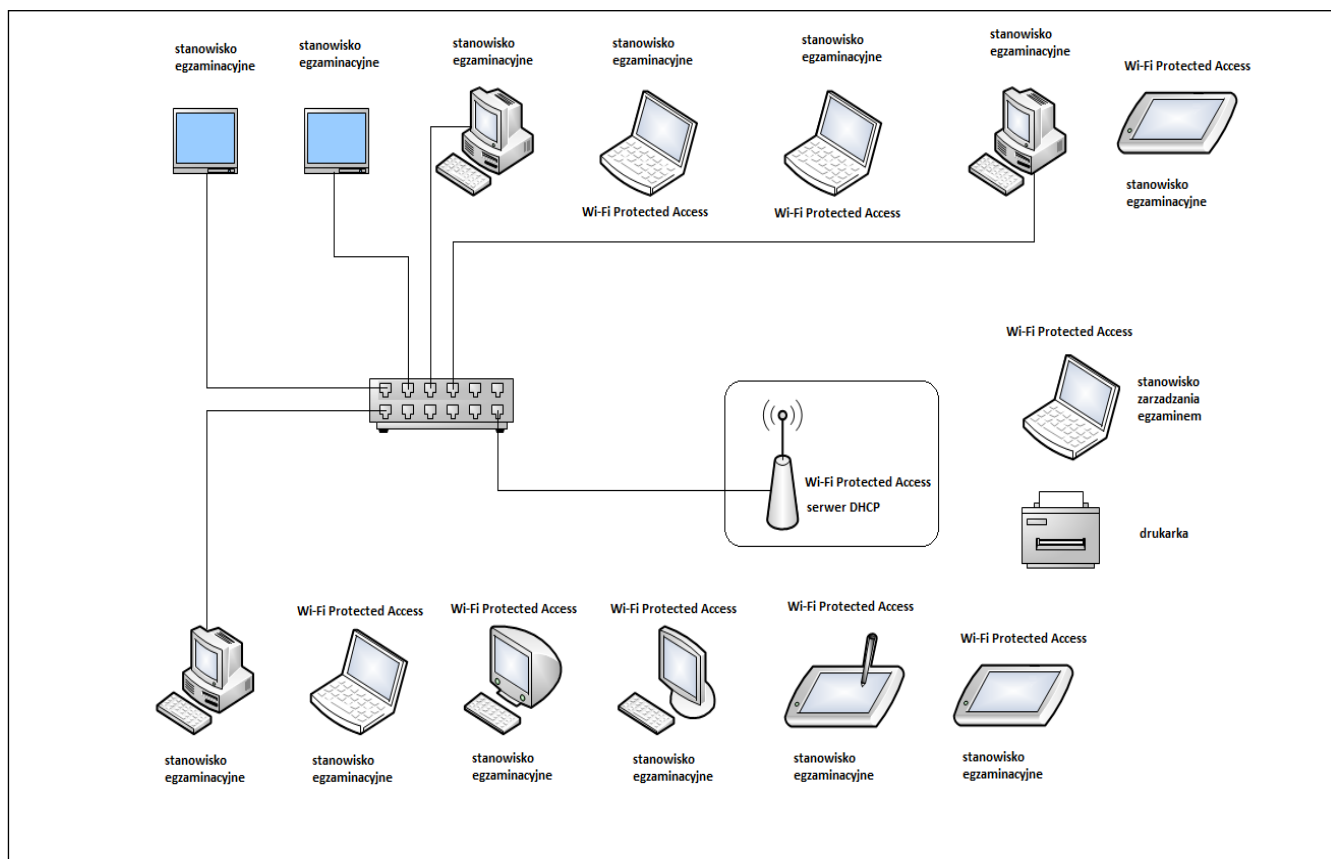 stanowisko
egzaminacyjne
stanowisko
egzaminacyjne
stanowisko
egzaminacyjne
stanowisko
egzaminacyjne
stanowisko
egzaminacyjne
stanowisko
egzaminacyjne
Wi-Fi Protected Access
Wi-Fi Protected Access
Wi-Fi Protected Access
stanowisko
egzaminacyjne
Wi-Fi Protected Access
stanowisko
zarzadzania
egzaminem
Wi-Fi Protected Access
serwer DHCP
drukarka
Wi-Fi Protected Access
Wi-Fi Protected Access
Wi-Fi Protected Access
Wi-Fi Protected Access
Wi-Fi Protected Access
stanowisko
egzaminacyjne
stanowisko
egzaminacyjne
stanowisko
egzaminacyjne
stanowisko
egzaminacyjne
stanowisko
egzaminacyjne
stanowisko
egzaminacyjne